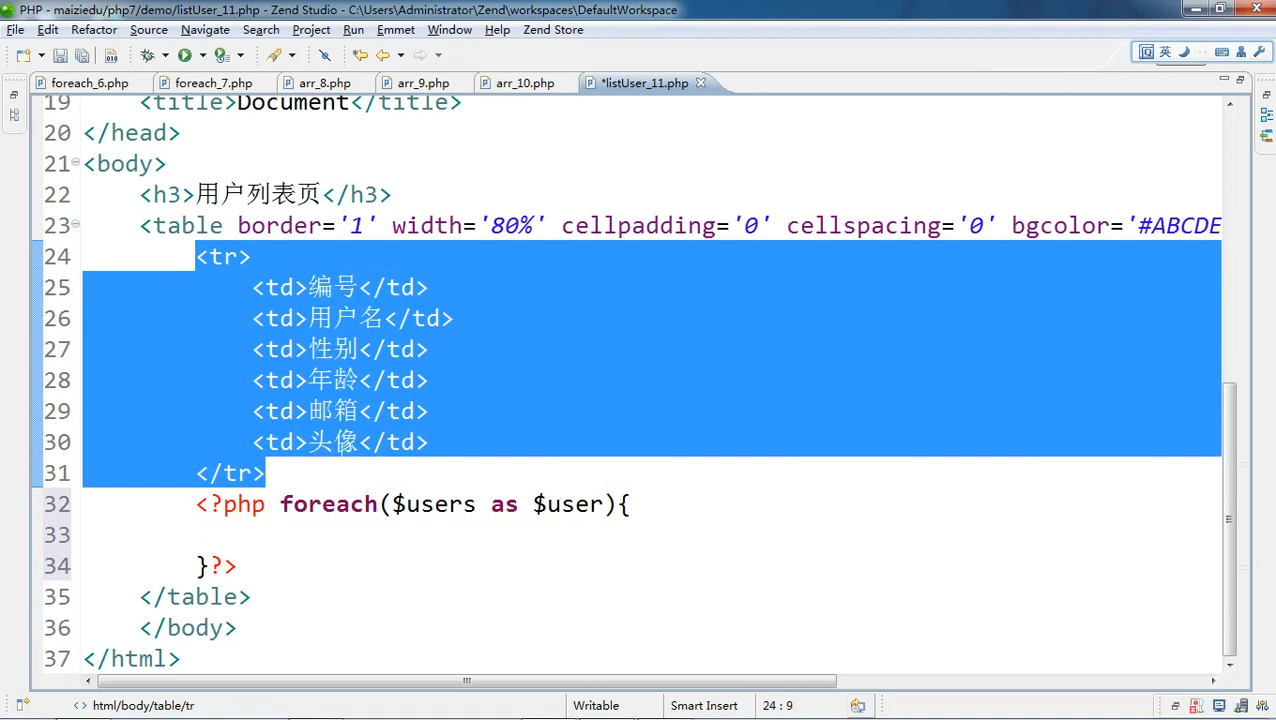 PHP - maiziedu/php7/demo/listUser_11.php - Zend Studio - C:\Users\Administrator\Zend\workspaces\DefaultWorkspace
File Edit Refactor Source Navigate Search Project Run Emmet Window Help Zend Store
英
foreach_6.php foreach_7.php arr_8.php arr_9.php arr_10.php *listUser_11.php
19 <title>Document</title>
20 </head>
21 <body>
22 <h3>用户列表页</h3>
23 <table border='1' width='80%' cellpadding='0' cellspacing='0' bgcolor='#ABCDE
24 <tr>
25 <td>编号</td>
26 <td>用户名</td>
27 <td>性别</td>
28 <td>年龄</td>
29 <td>邮箱</td>
30 <td>头像</td>
31 </tr>
32 <?php foreach($users as $user){
33
34 }?>
35 </table>
36 </body>
37 </html>
<> html/body/table/tr Writable Smart Insert 24 : 9